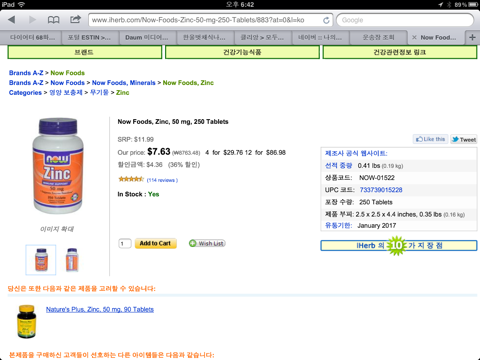 iPad
오후 6:42
89%
www.iherb.com/Now-Foods-Zinc-50-mg-250-Tablets/883?at=0&l=ko
Google
다이어터 68화...
포탈 ESTIN >...
Daum 미디어...
클리앙 > 모두...
네이버 :: 나의...
운송장 조회
Now Food...
브랜드
건강기능식품
건강관련정보 링크
Brands A-Z > Now Foods
Brands A-Z > Now Foods > Now Foods, Minerals > Now Foods, Zinc
Categories > 영양 보충제 > 무기물 > Zinc
Now Foods, Zinc, 50 mg, 250 Tablets
SRP: $11.99
Our price: $7.63 (₩8763.48) 4 for $29.76 12 for $86.98
할인금액: $4.36 (36% 할인)
(114 reviews)
In Stock : Yes
NOW
Zinc
50 mg
이미지 확대
1
Add to Cart
Wish List
Like this
Tweet
제조사 공식 웹사이트:
선적 중량 0.41 lbs (0.19 kg)
상품코드: NOW-01522
UPC 코드: 733739015228
포장 수량: 250 Tablets
제품 부피: 2.5 x 2.5 x 4.4 inches, 0.35 lbs (0.16 kg)
유통기한: January 2017
iHerb 의 10 가 지 장 점
당신은 또한 다음과 같은 제품을 고려할 수 있습니다:
Nature's Plus, Zinc, 50 mg, 90 Tablets
본제품을 구매하신 고객들이 선호하는 다른 아이템들은 다음과 같습니다: